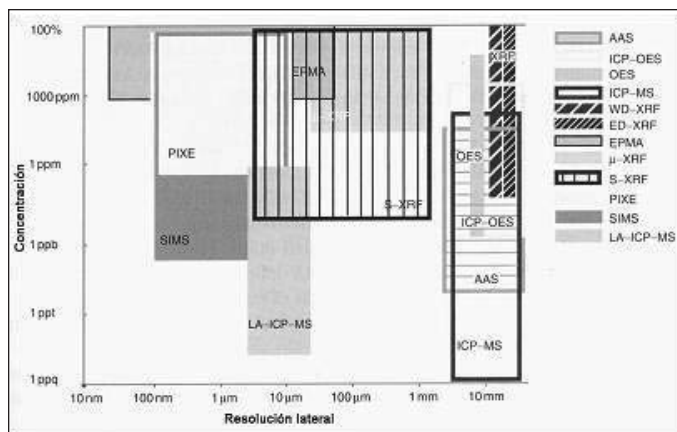 100%
1000 ppm
1 ppm
1 ppb
1 ppt
1 ppq
Concentración
10 nm
100 nm
1 µm
10 µm
100 µm
1 mm
10 mm
Resolución lateral
EPMA
PIXE
S-XRF
SIMS
LA-ICP-MS
XRF
OES
ICP-OES
AAS
ICP-MS
AAS
ICP-OES
OES
ICP-MS
WD-XRF
ED-XRF
EPMA
µ-XRF
S-XRF
PIXE
SIMS
LA-ICP-MS